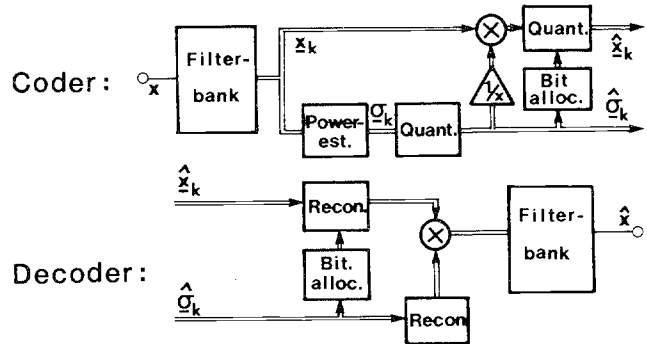 Coder:
x
Filter-
bank
x_k
Power-
est.
σ_k
Quant.
1/x
×
Quant.
Bit
alloc.
x̂_k
σ̂_k
Decoder:
x̂_k
σ̂_k
Recon.
Bit.
alloc.
×
Recon
Filter-
bank
x̂